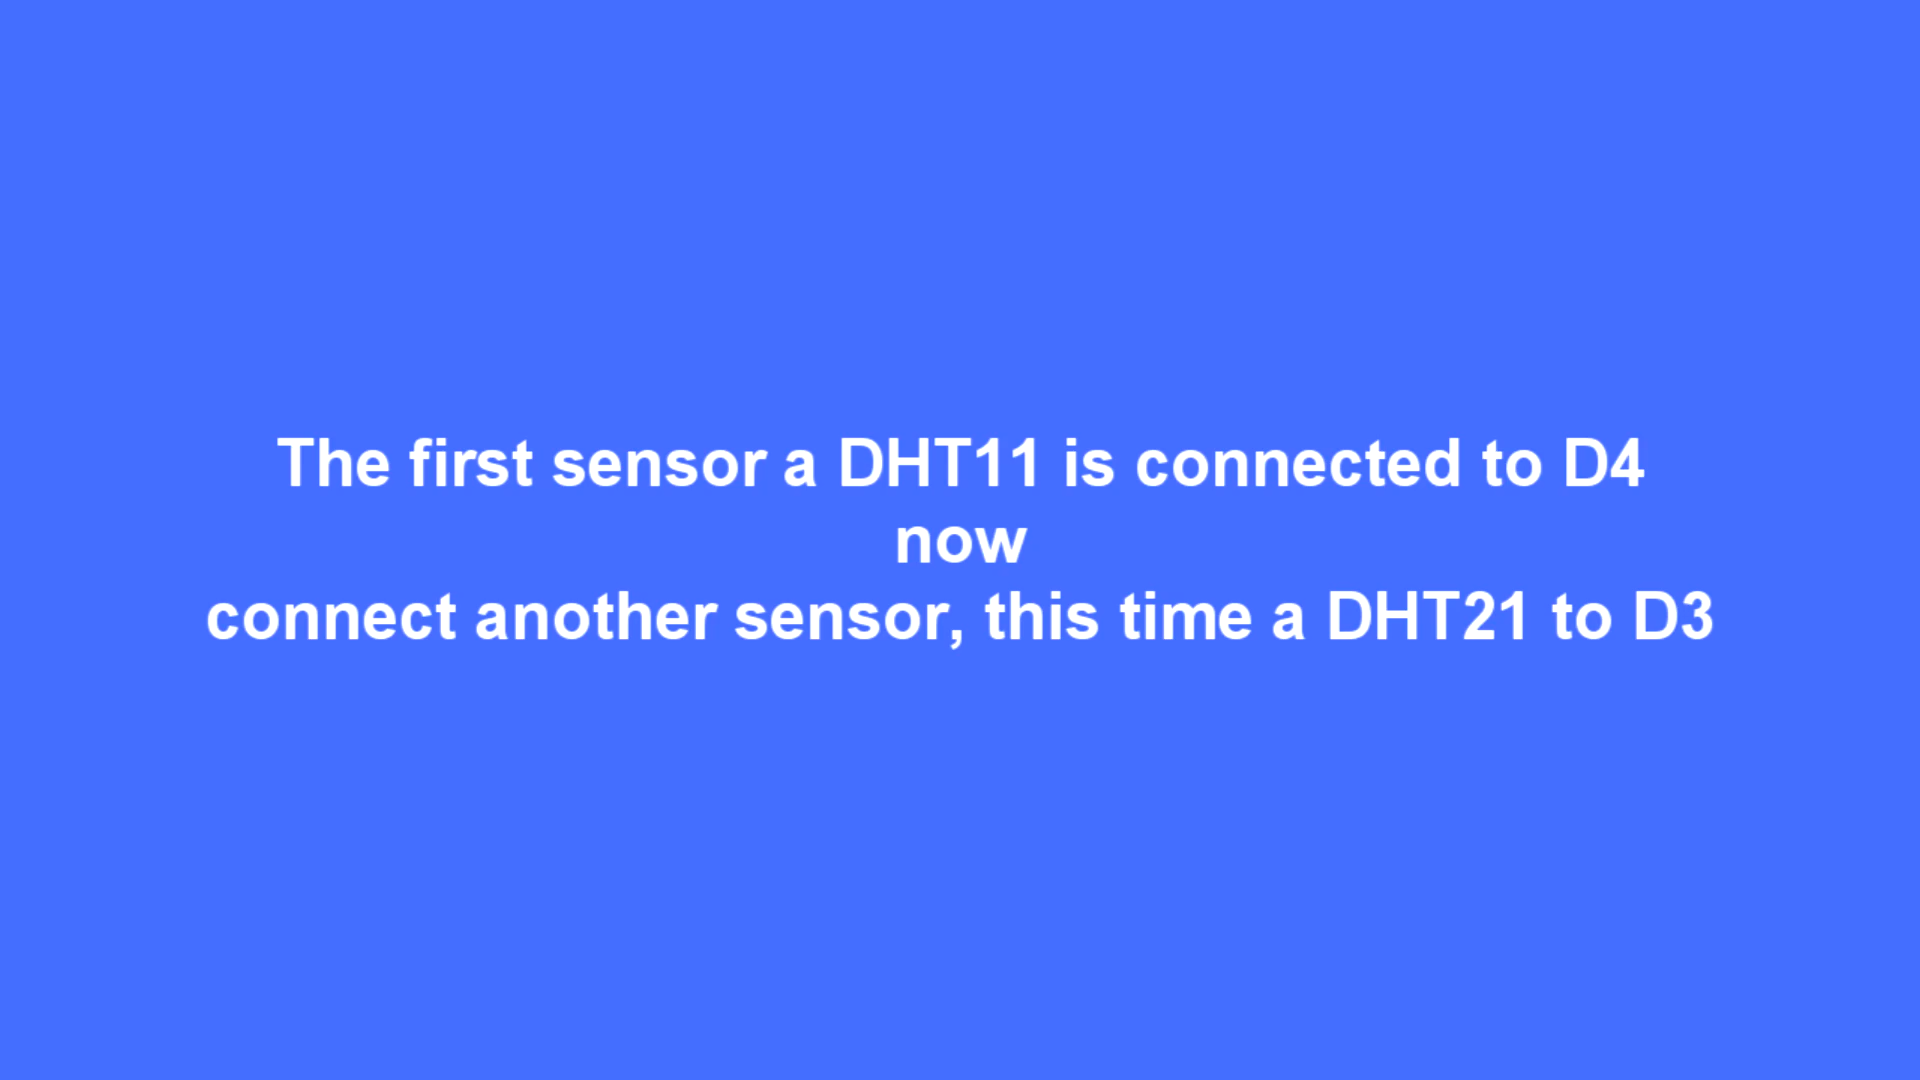 The first sensor a DHT11 is connected to D4
now
connect another sensor, this time a DHT21 to D3